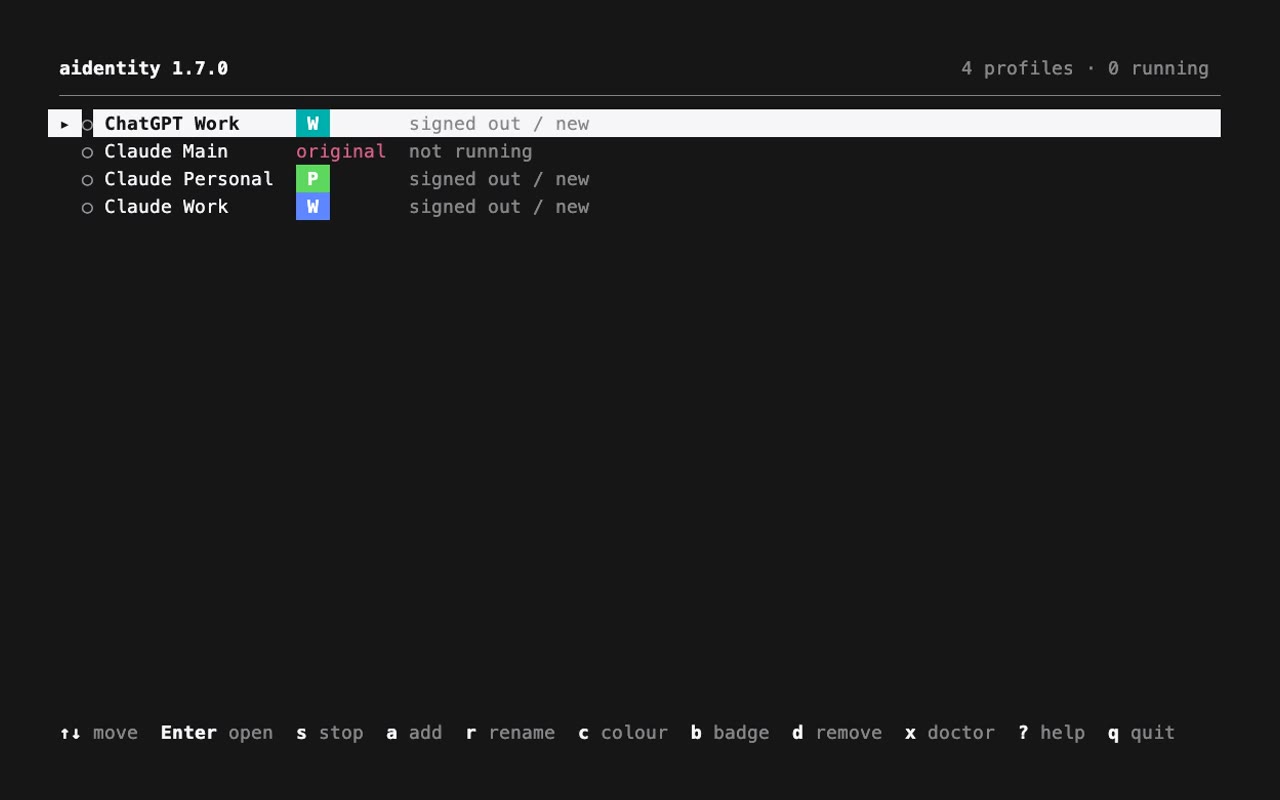 aidentity 1.7.0 4 profiles · 0 running
▸ ○ ChatGPT Work W signed out / new
○ Claude Main original not running
○ Claude Personal P signed out / new
○ Claude Work W signed out / new
↑↓ move Enter open s stop a add r rename c colour b badge d remove x doctor ? help q quit